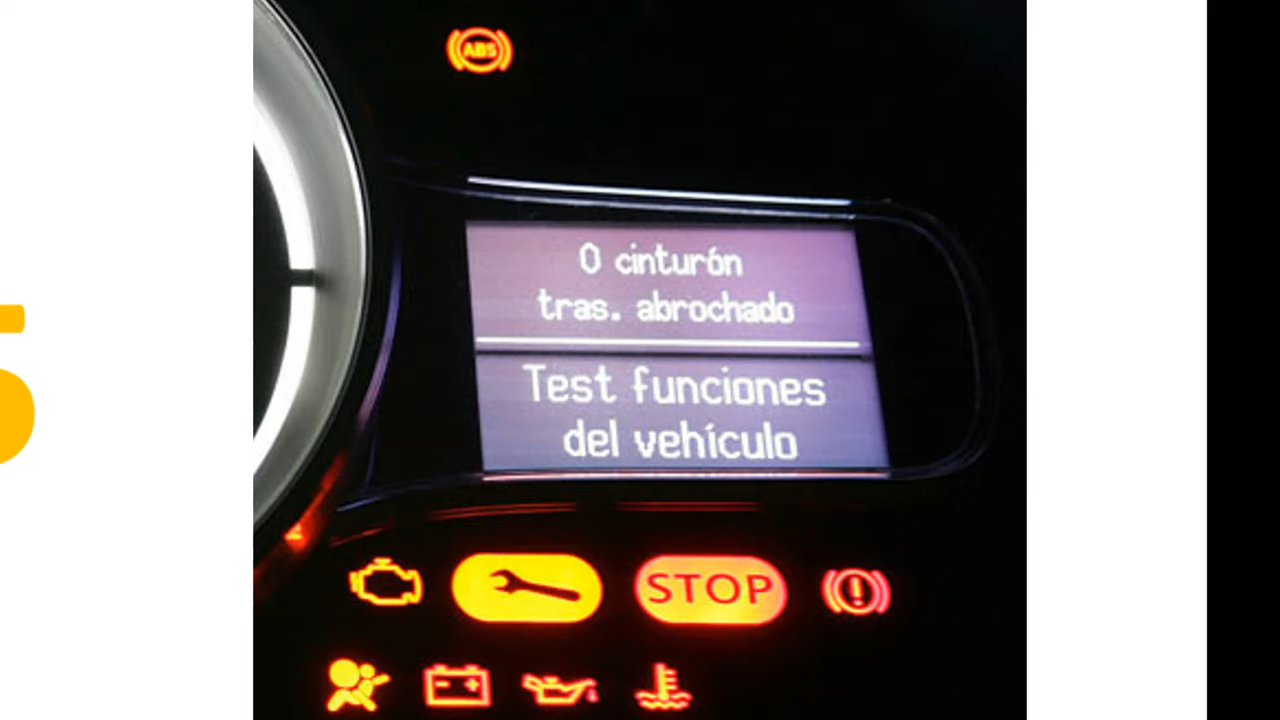 ABS
0 cinturón
tras. abrochado
Test funciones
del vehículo
STOP